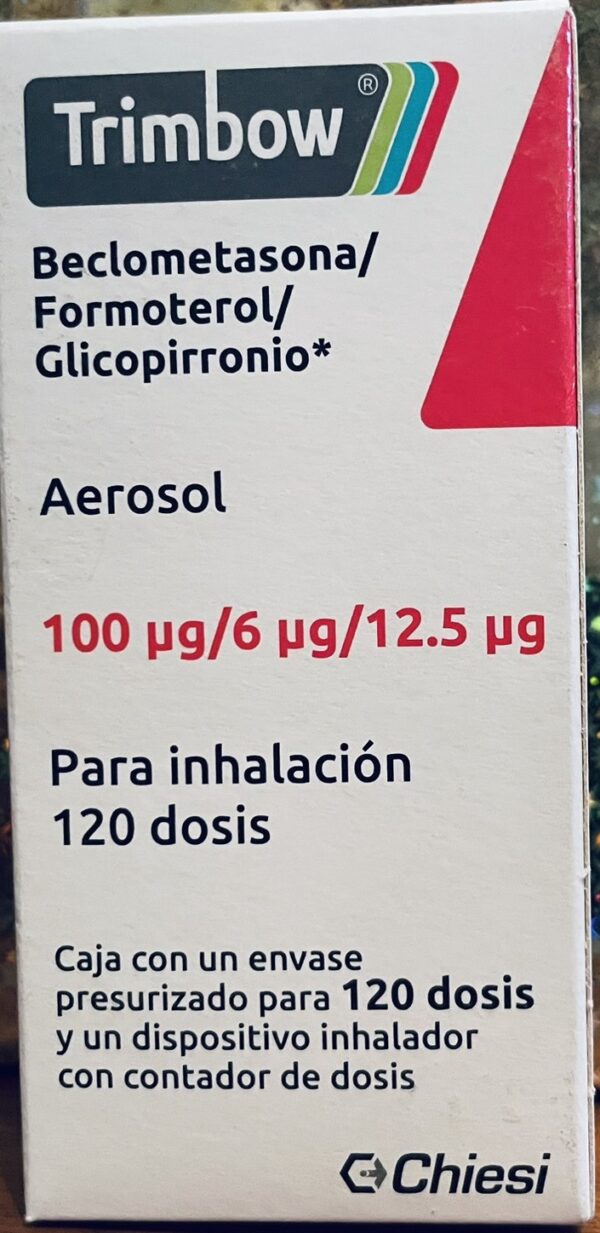 Trimbow®
Beclometasona/
Formoterol/
Glicopirronio*
Aerosol
100 µg/6 µg/12.5 µg
Para inhalación
120 dosis
Caja con un envase
presurizado para 120 dosis
y un dispositivo inhalador
con contador de dosis
Chiesi